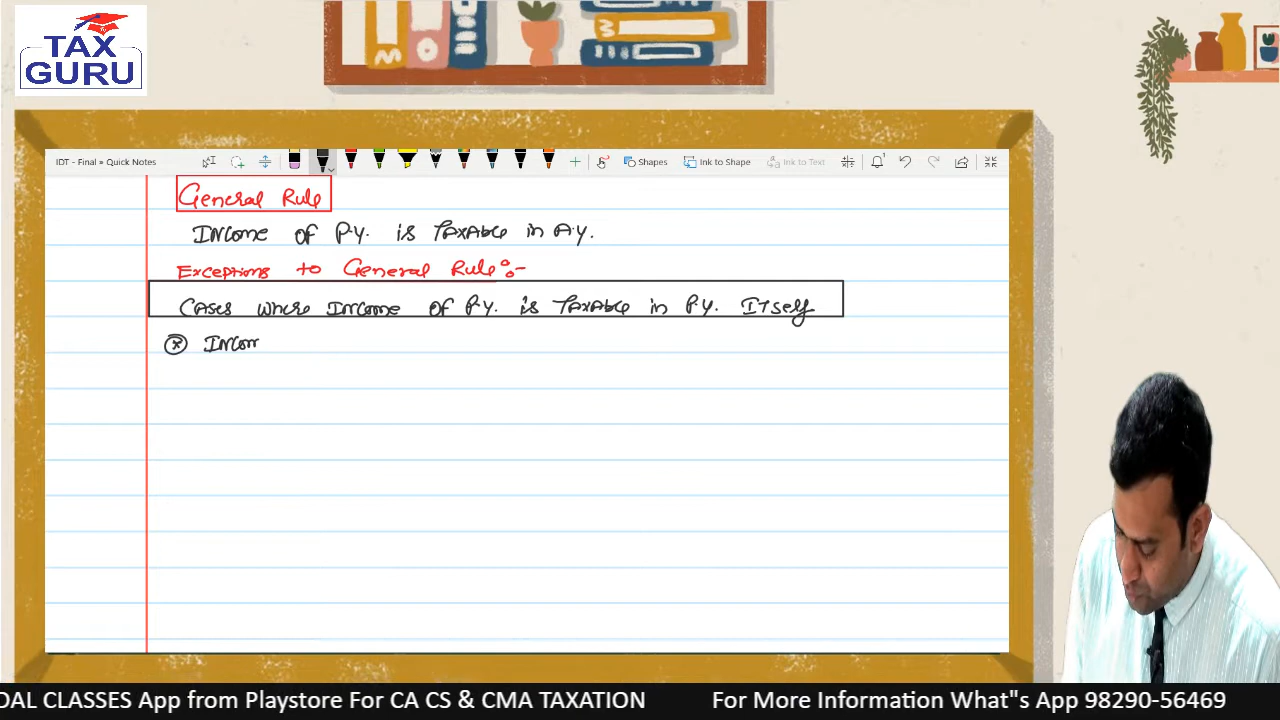 TAX
GURU
IDT - Final » Quick Notes
Shapes
Ink to Shape
Ink to Text
General Rule
Income of P.Y. is Taxable in A.Y.
Exceptions to General Rule:-
Cases where Income of P.Y. is Taxable in P.Y. Itself
Incom
DAL CLASSES App from Playstore For CA CS & CMA TAXATION For More Information What"s App 98290-56469